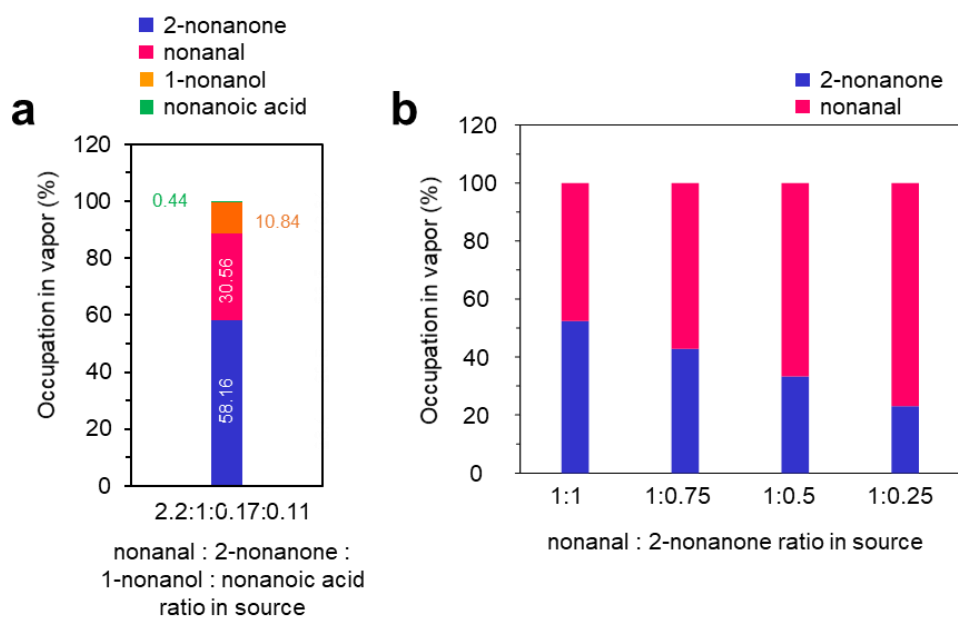 2-nonanone
nonanal
1-nonanol
nonanoic acid
a
Occupation in vapor (%)
120
100
80
60
40
20
0
0.44
10.84
30.56
58.16
2.2:1:0.17:0.11
nonanal : 2-nonanone :
1-nonanol : nonanoic acid
ratio in source
b
2-nonanone
nonanal
Occupation in vapor (%)
120
100
80
60
40
20
0
1:1 1:0.75 1:0.5 1:0.25
nonanal : 2-nonanone ratio in source